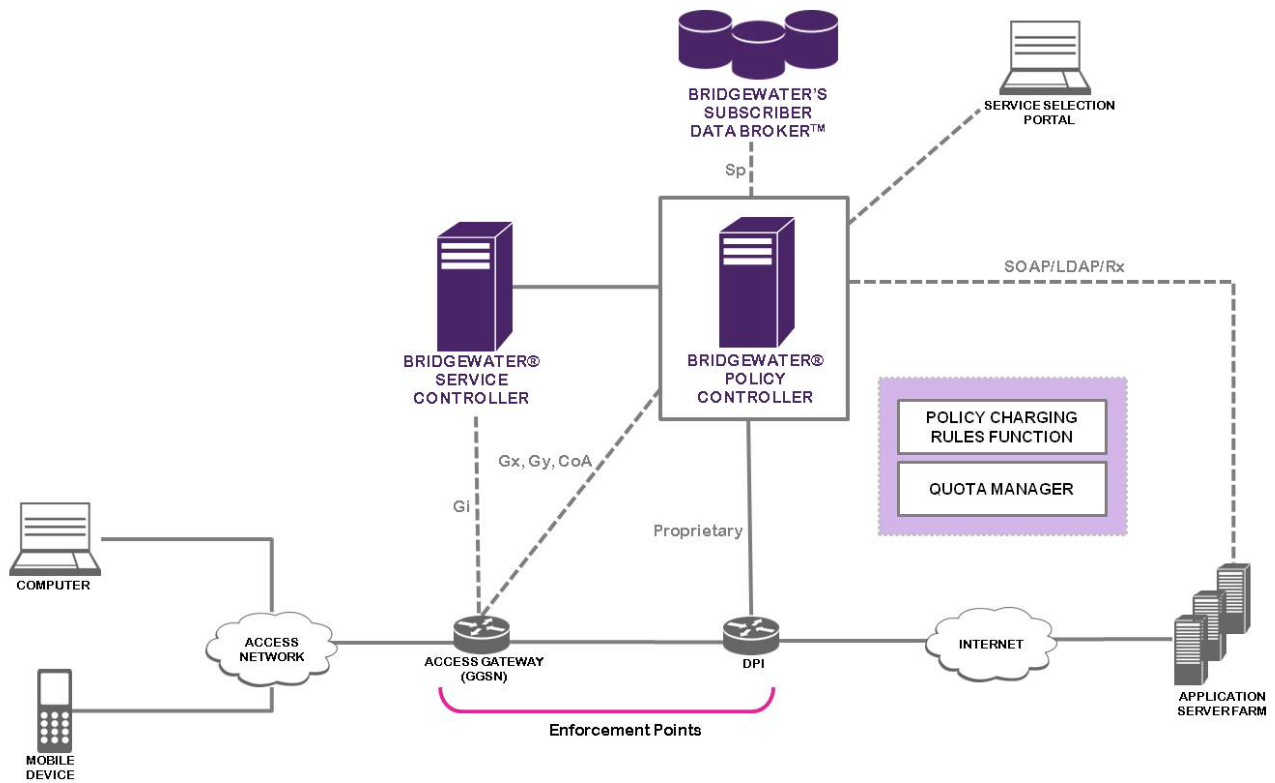 BRIDGEWATER'S
SUBSCRIBER
DATA BROKER™
SERVICE SELECTION
PORTAL
Sp
SOAP/LDAP/Rx
BRIDGEWATER®
SERVICE
CONTROLLER
BRIDGEWATER®
POLICY
CONTROLLER
POLICY CHARGING
RULES FUNCTION
QUOTA MANAGER
Gx, Gy, CoA
Gi
Proprietary
COMPUTER
ACCESS
NETWORK
ACCESS GATEWAY
(GGSN)
DPI
INTERNET
APPLICATION
SERVER FARM
Enforcement Points
MOBILE
DEVICE